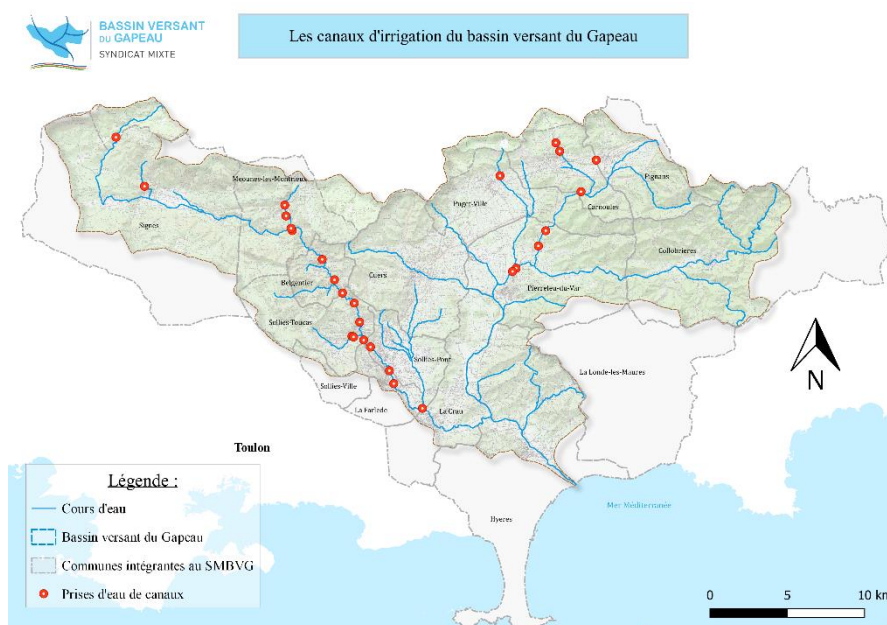 BASSIN VERSANT
DU GAPEAU
SYNDICAT MIXTE
Les canaux d'irrigation du bassin versant du Gapeau
Méounes-les-Montrieux
Signes
Puget-Ville
Pignans
Carnoules
Collobrières
Cuers
Belgentier
Pierrefeu-du-Var
Solliès-Toucas
Solliès-Pont
La Londe-les-Maures
Solliès-Ville
La Farlède
La Crau
N
Toulon
Hyeres
Mer Méditerranée
Légende :
Cours d'eau
Bassin versant du Gapeau
Communes intégrantes au SMBVG
Prises d'eau de canaux
0 5 10 km